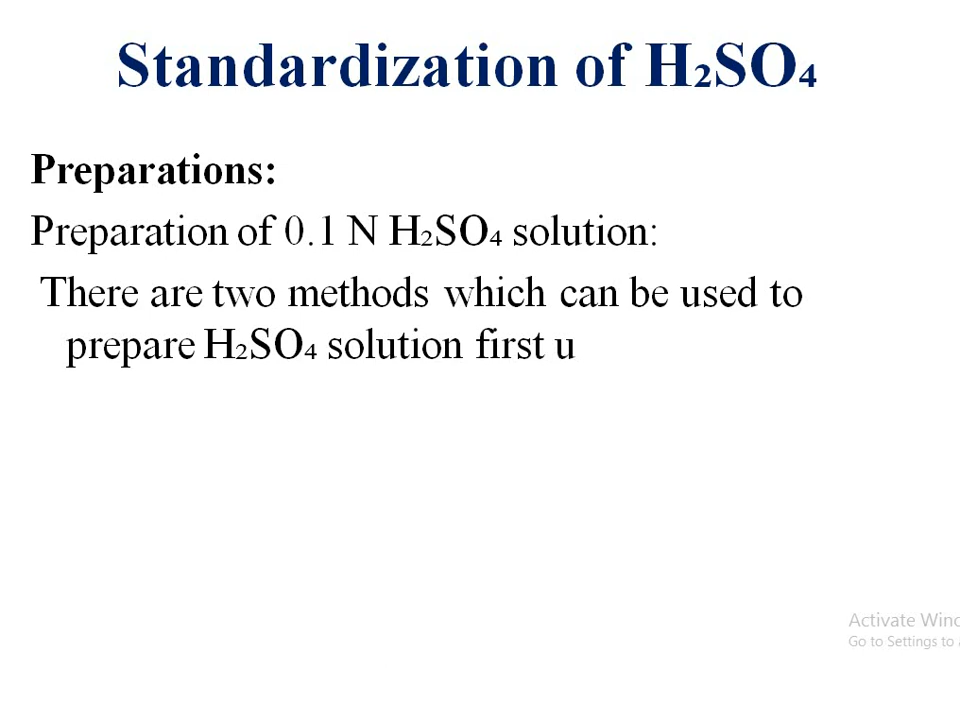 Standardization of H₂SO₄
Preparations:
Preparation of 0.1 N H₂SO₄ solution:
There are two methods which can be used to
prepare H₂SO₄ solution first u
Activate Wind
Go to Settings to